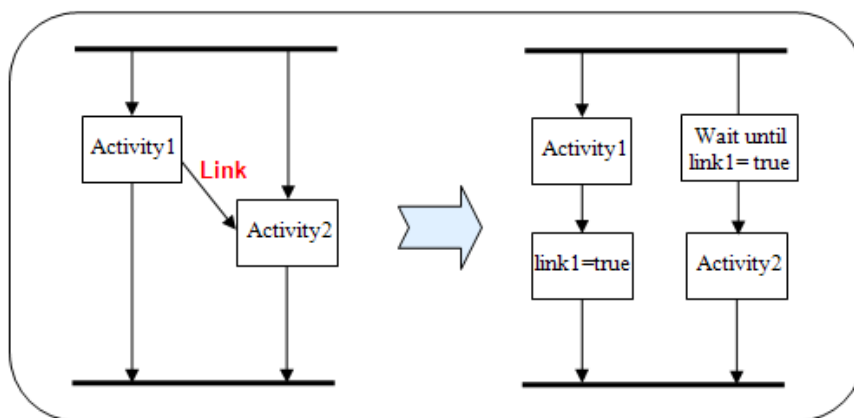 Activity1
Link
Activity2
Activity1
link1=true
Wait until
link1= true
Activity2